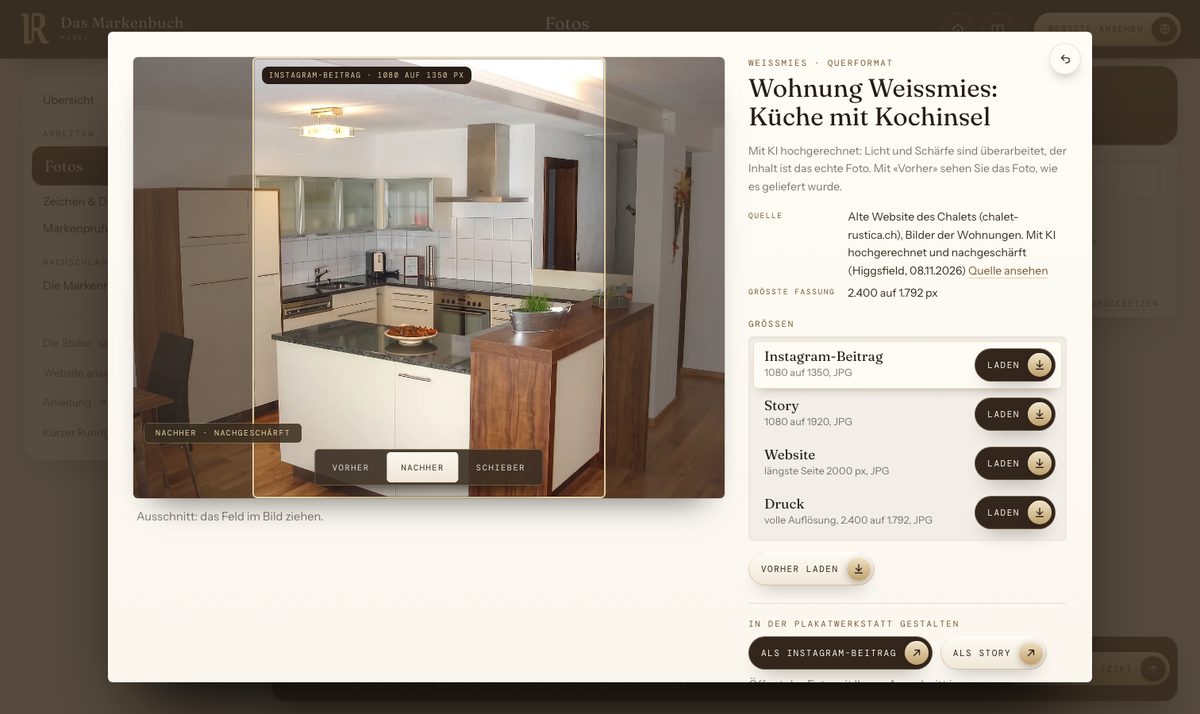 Das Markenbuch
MARKE
Fotos
WEBSITE ANSEHEN
Übersicht
ARBEITEN
Fotos
Zeichen & D
Markenprüfu
NACHSCHLAG
Die Markenr
Die Stube
Website anse
Anleitung
Kurzer Rundg
INSTAGRAM-BEITRAG · 1080 AUF 1350 PX
NACHHER · NACHGESCHÄRFT
VORHER
NACHHER
SCHIEBER
Ausschnitt: das Feld im Bild ziehen.
WEISSMIES · QUERFORMAT
Wohnung Weissmies:
Küche mit Kochinsel
Mit KI hochgerechnet: Licht und Schärfe sind überarbeitet, der
Inhalt ist das echte Foto. Mit «Vorher» sehen Sie das Foto, wie
es geliefert wurde.
QUELLE
Alte Website des Chalets (chalet-
rustica.ch), Bilder der Wohnungen. Mit KI
hochgerechnet und nachgeschärft
(Higgsfield, 08.11.2026) Quelle ansehen
GRÖSSTE FASSUNG
2.400 auf 1.792 px
GRÖSSEN
Instagram-Beitrag
1080 auf 1350, JPG
LADEN
Story
1080 auf 1920, JPG
LADEN
Website
längste Seite 2000 px, JPG
LADEN
Druck
volle Auflösung, 2.400 auf 1.792, JPG
LADEN
VORHER LADEN
IN DER PLAKATWERKSTATT GESTALTEN
ALS INSTAGRAM-BEITRAG
ALS STORY
URÜCKSETZEN
(ZIP)